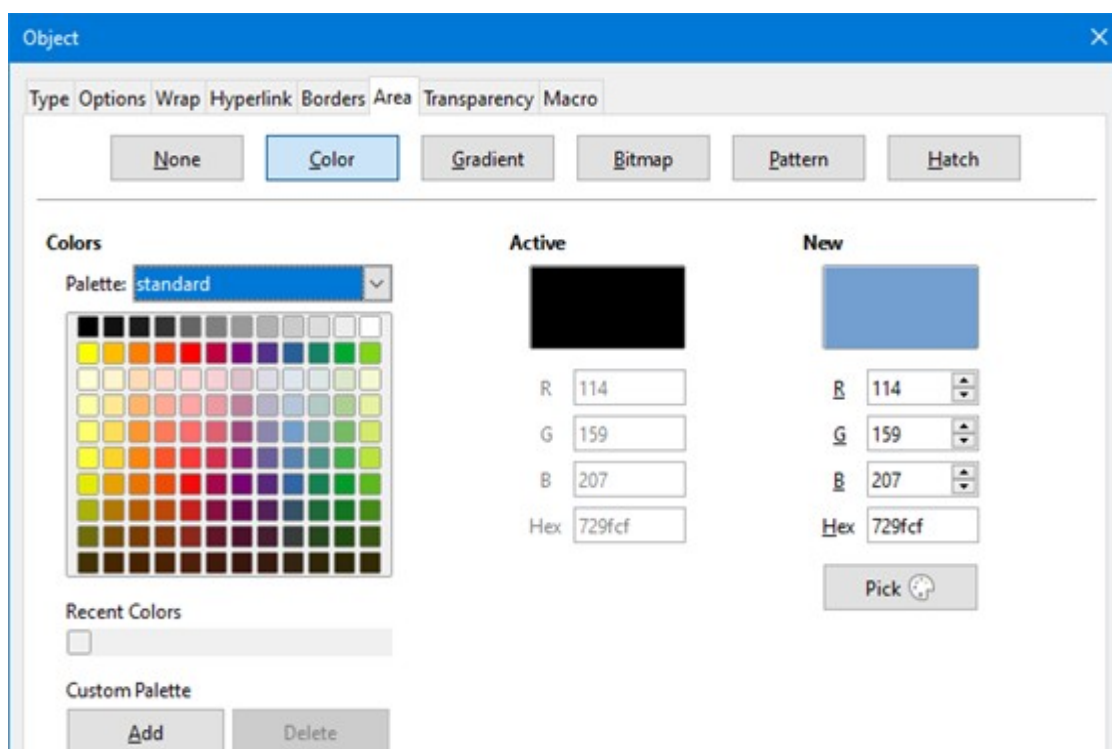 Object
Type Options Wrap Hyperlink Borders Area Transparency Macro
None Color Gradient Bitmap Pattern Hatch
Colors Active New
Palette: standard
R 114 R 114
G 159 G 159
B 207 B 207
Hex 729fcf Hex 729fcf
Pick
Recent Colors
Custom Palette
Add Delete